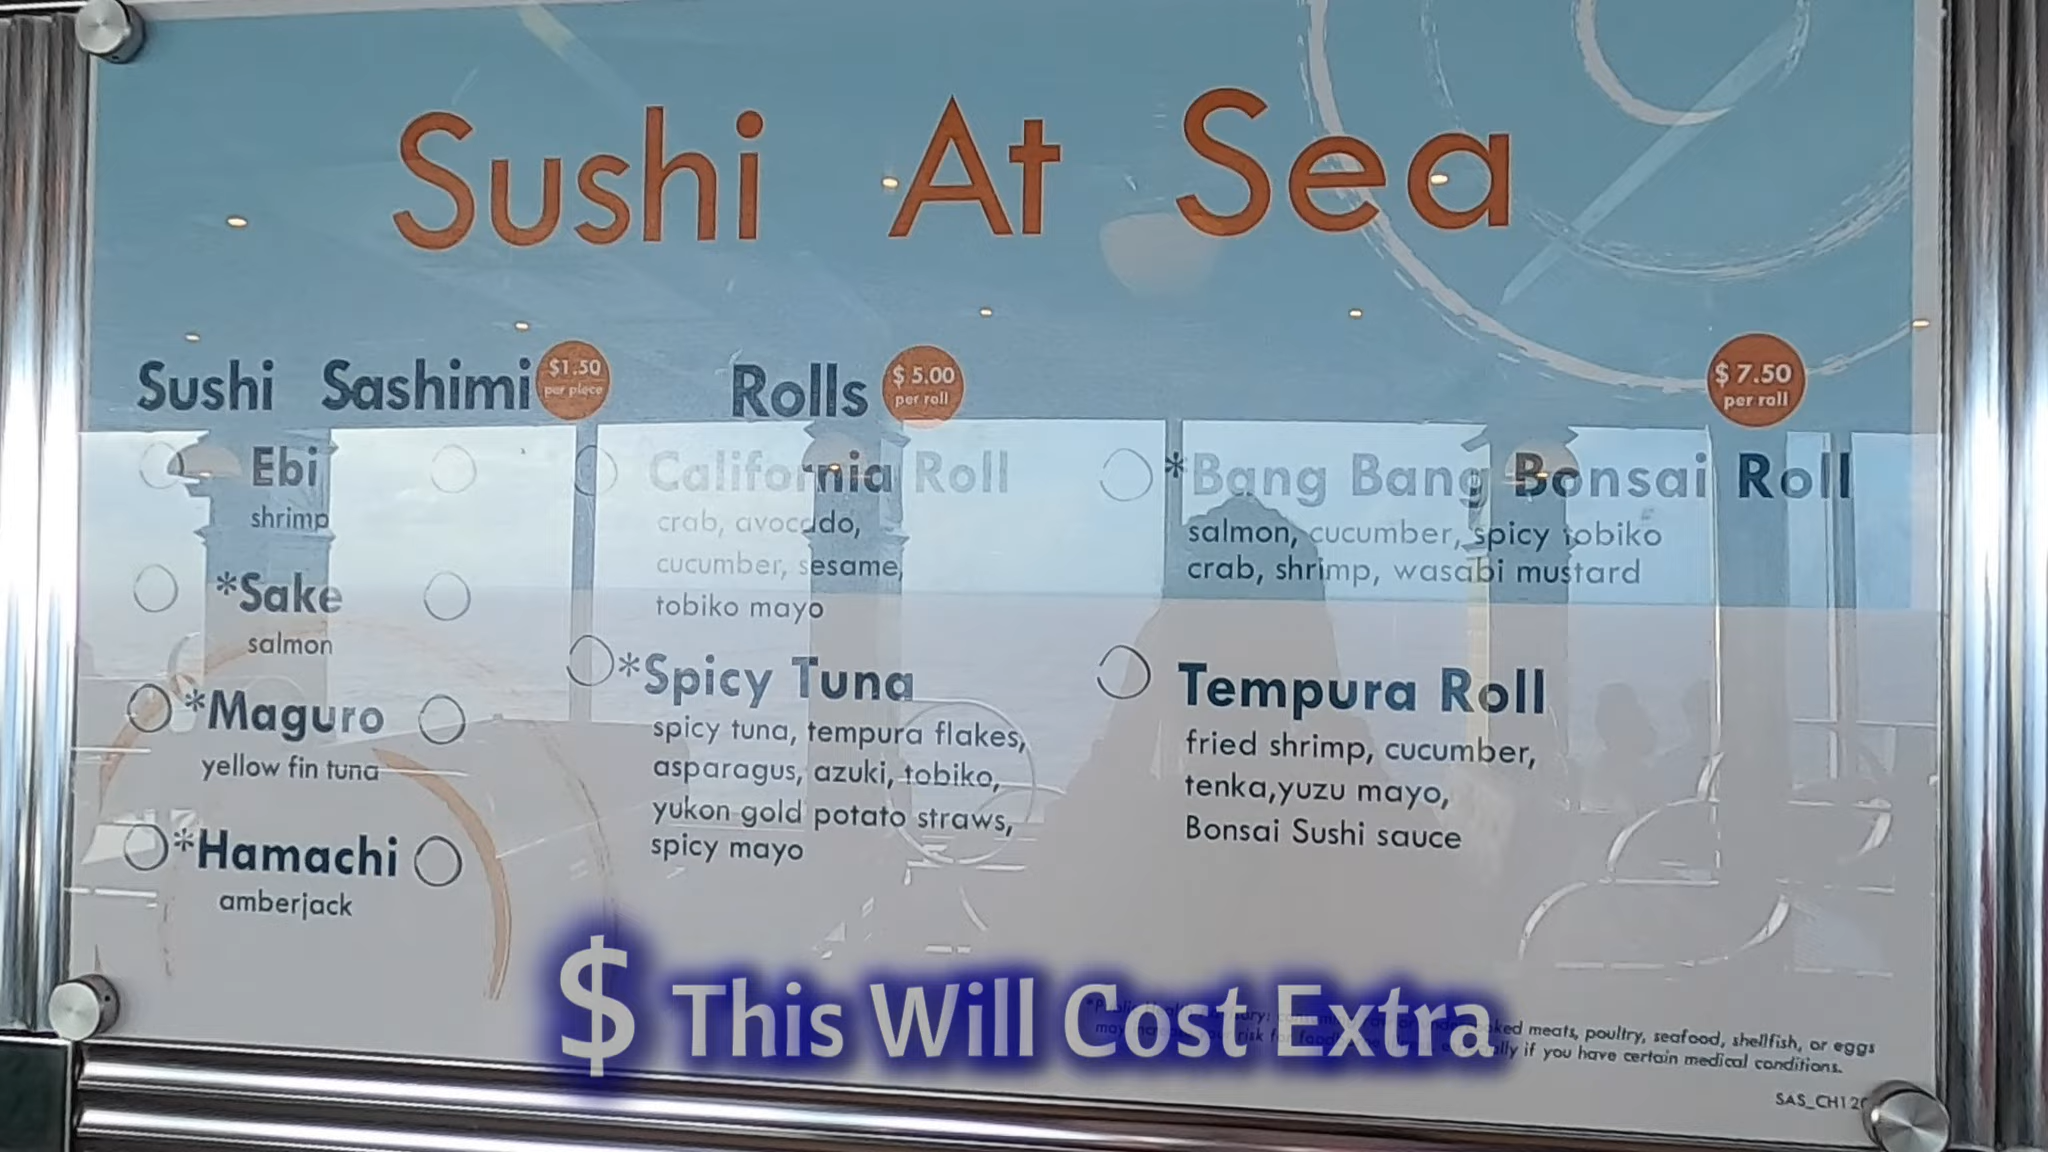 Sushi At Sea
Sushi Sashimi
$1.50
per piece
Ebi
shrimp
*Sake
salmon
*Maguro
yellow fin tuna
*Hamachi
amberjack
Rolls
$ 5.00
per roll
California Roll
crab, avocado,
cucumber, sesame,
tobiko mayo
*Spicy Tuna
spicy tuna, tempura flakes,
asparagus, azuki, tobiko,
yukon gold potato straws,
spicy mayo
$ 7.50
per roll
*Bang Bang Bonsai Roll
salmon, cucumber, spicy tobiko
crab, shrimp, wasabi mustard
Tempura Roll
fried shrimp, cucumber,
tenka,yuzu mayo,
Bonsai Sushi sauce
$ This Will Cost Extra
meats, poultry, seafood, shellfish, or eggs
if you have certain medical conditions.